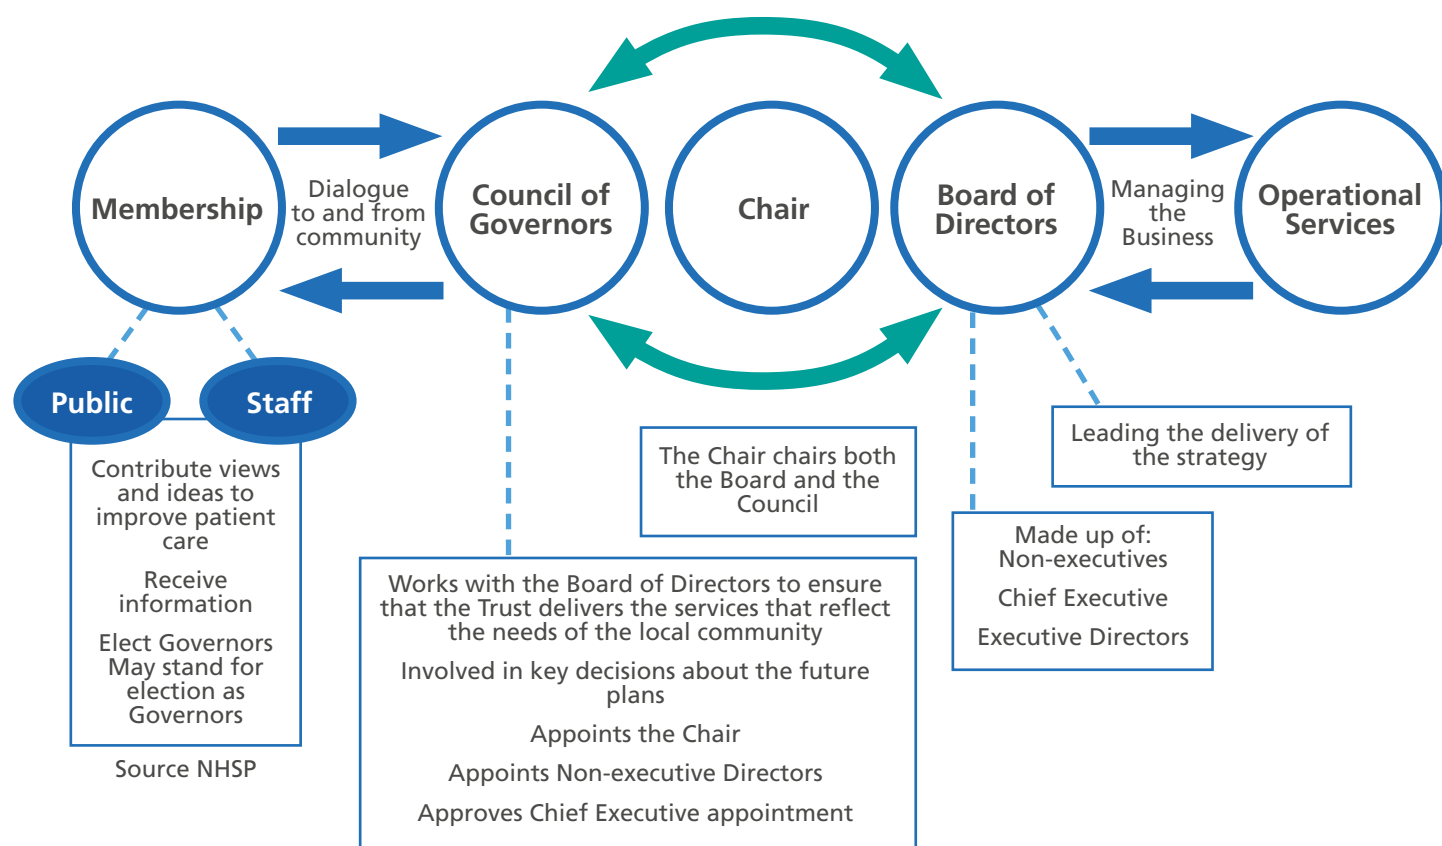 Membership
Dialogue
to and from
community
Council of
Governors
Chair
Board of
Directors
Managing
the
Business
Operational
Services
Public
Staff
Contribute views
and ideas to
improve patient
care
Receive
information
Elect Governors
May stand for
election as
Governors
Source NHSP
Works with the Board of Directors to ensure
that the Trust delivers the services that reflect
the needs of the local community
Involved in key decisions about the future
plans
Appoints the Chair
Appoints Non-executive Directors
Approves Chief Executive appointment
The Chair chairs both
the Board and the
Council
Made up of:
Non-executives
Chief Executive
Executive Directors
Leading the delivery of
the strategy